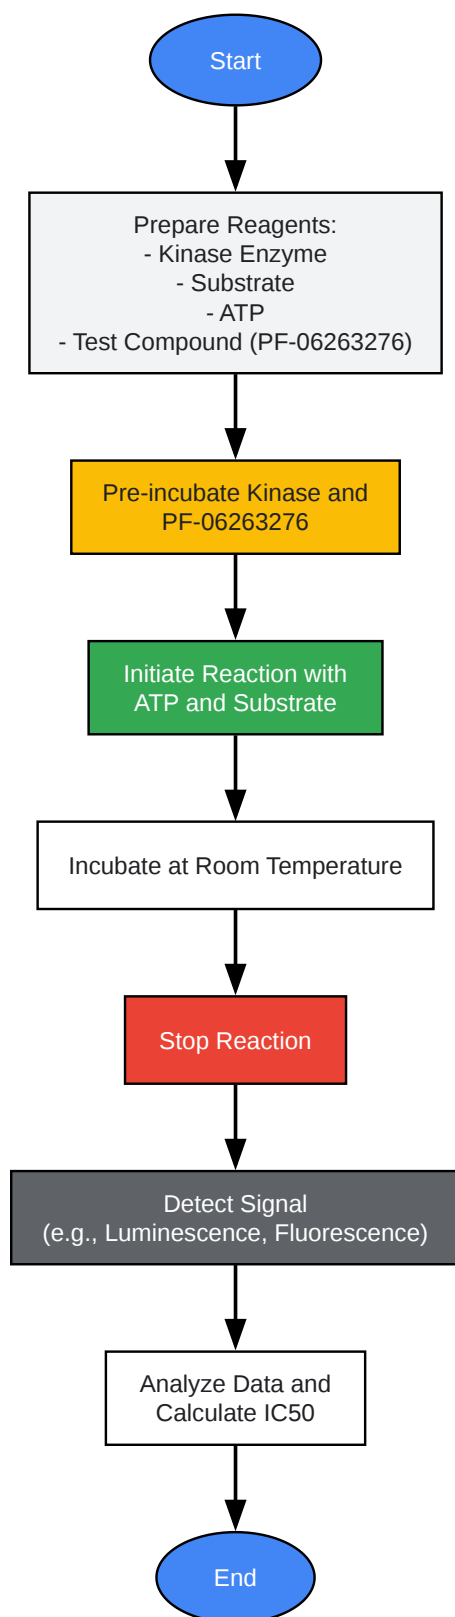 Start
Prepare Reagents:
- Kinase Enzyme
- Substrate
- ATP
- Test Compound (PF-06263276)
Pre-incubate Kinase and
PF-06263276
Initiate Reaction with
ATP and Substrate
Incubate at Room Temperature
Stop Reaction
Detect Signal
(e.g., Luminescence, Fluorescence)
Analyze Data and
Calculate IC50
End